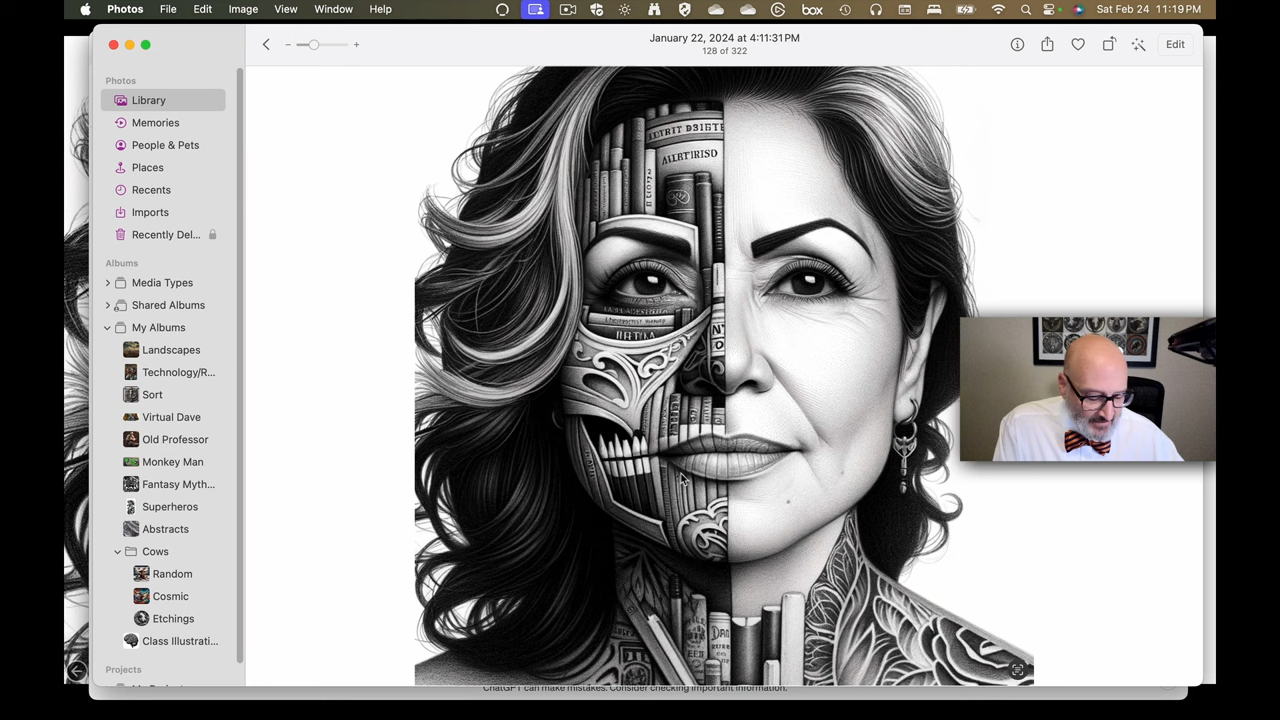 Photos File Edit Image View Window Help
box
Sat Feb 24 11:19 PM
January 22, 2024 at 4:11:31 PM
128 of 322
Edit
Photos
Library
Memories
People & Pets
Places
Recents
Imports
Recently Del...
Albums
Media Types
Shared Albums
My Albums
Landscapes
Technology/R...
Sort
Virtual Dave
Old Professor
Monkey Man
Fantasy Myth...
Superheros
Abstracts
Cows
Random
Cosmic
Etchings
Class Illustrati...
Projects
ChatGPT can make mistakes. Consider checking important information.